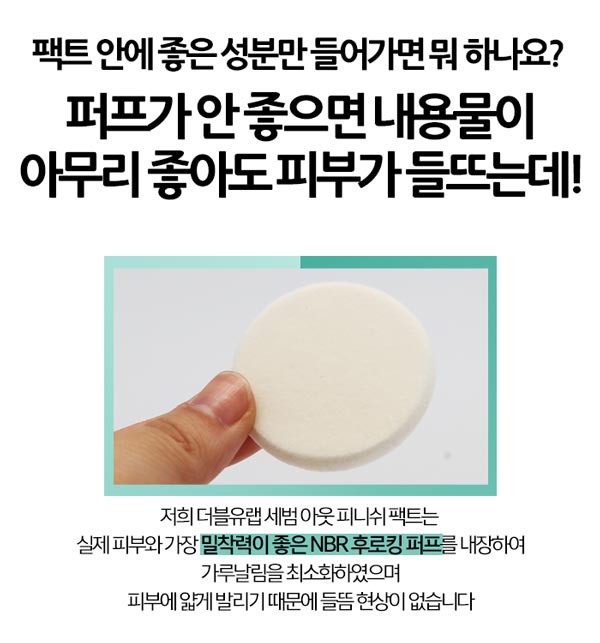 팩트 안에 좋은 성분만 들어가면 뭐 하나요?
퍼프가 안 좋으면 내용물이
아무리 좋아도 피부가 들뜨는데!
저희 더블유랩 세범 아웃 피니쉬 팩트는
실제 피부와 가장 밀착력이 좋은 NBR 후로킹 퍼프를 내장하여
가루날림을 최소화하였으며
피부에 얇게 발리기 때문에 들뜸 현상이 없습니다